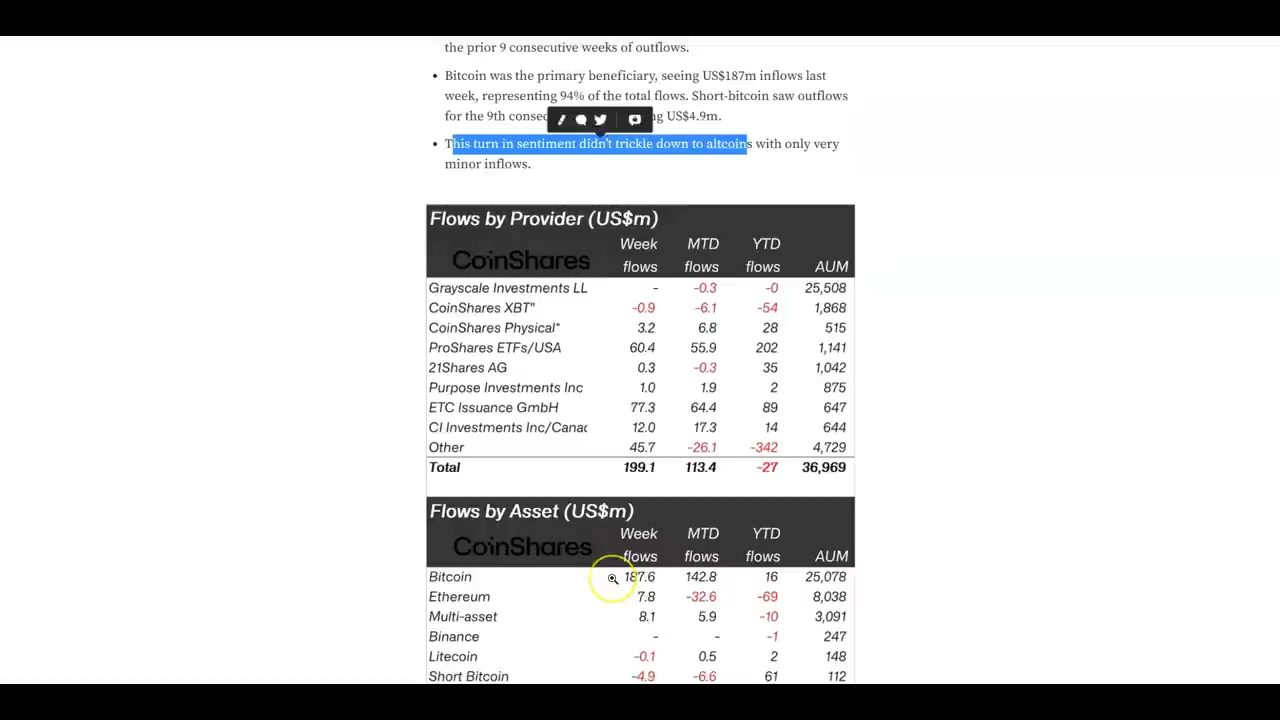 the prior 9 consecutive weeks of outflows.
• Bitcoin was the primary beneficiary, seeing US$187m inflows last
week, representing 94% of the total flows. Short-bitcoin saw outflows
for the 9th consec ng US$4.9m.
• This turn in sentiment didn't trickle down to altcoins with only very
minor inflows.
Flows by Provider (US$m)
Week MTD YTD
CoinShares flows flows flows AUM
Grayscale Investments LL - -0.3 -0 25,508
CoinShares XBT" -0.9 -6.1 -54 1,868
CoinShares Physical* 3.2 6.8 28 515
ProShares ETFs/USA 60.4 55.9 202 1,141
21Shares AG 0.3 -0.3 35 1,042
Purpose Investments Inc 1.0 1.9 2 875
ETC Issuance GmbH 77.3 64.4 89 647
CI Investments Inc/Canac 12.0 17.3 14 644
Other 45.7 -26.1 -342 4,729
Total 199.1 113.4 -27 36,969
Flows by Asset (US$m)
Week MTD YTD
CoinShares flows flows flows AUM
Bitcoin 187.6 142.8 16 25,078
Ethereum 7.8 -32.6 -69 8,038
Multi-asset 8.1 5.9 -10 3,091
Binance - - -1 247
Litecoin -0.1 0.5 2 148
Short Bitcoin -4.9 -6.6 61 112